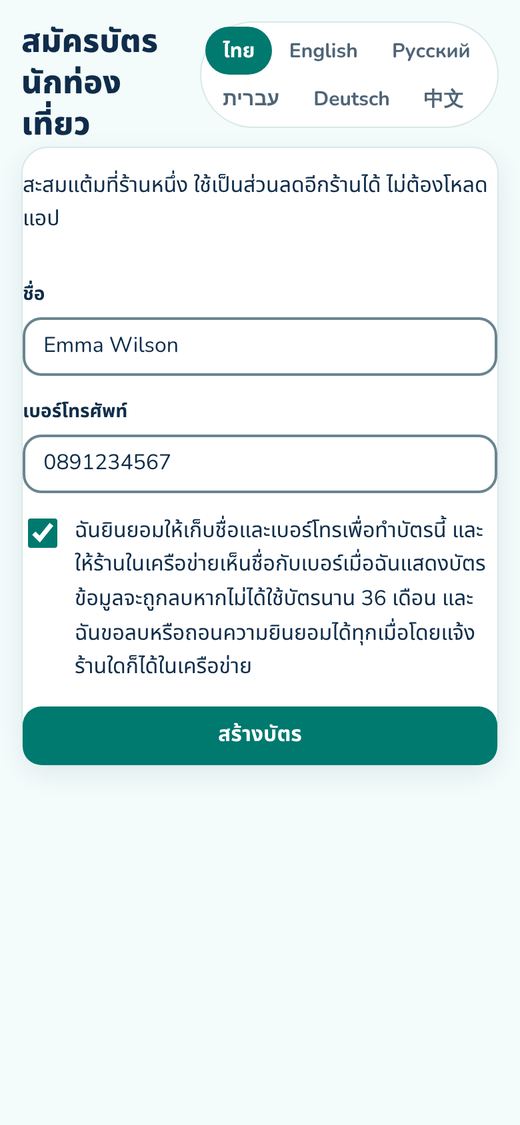 สมัครบัตร
นักท่อง
เที่ยว
ไทย English Русский
עברית Deutsch 中文
สะสมแต้มที่ร้านหนึ่ง ใช้เป็นส่วนลดอีกร้านได้ ไม่ต้องโหลด
แอป
ชื่อ
Emma Wilson
เบอร์โทรศัพท์
0891234567
ฉันยินยอมให้เก็บชื่อและเบอร์โทรเพื่อทำบัตรนี้ และ
ให้ร้านในเครือข่ายเห็นชื่อกับเบอร์เมื่อฉันแสดงบัตร
ข้อมูลจะถูกลบหากไม่ได้ใช้บัตรนาน 36 เดือน และ
ฉันขอลบหรือถอนความยินยอมได้ทุกเมื่อโดยแจ้ง
ร้านใดก็ได้ในเครือข่าย
สร้างบัตร